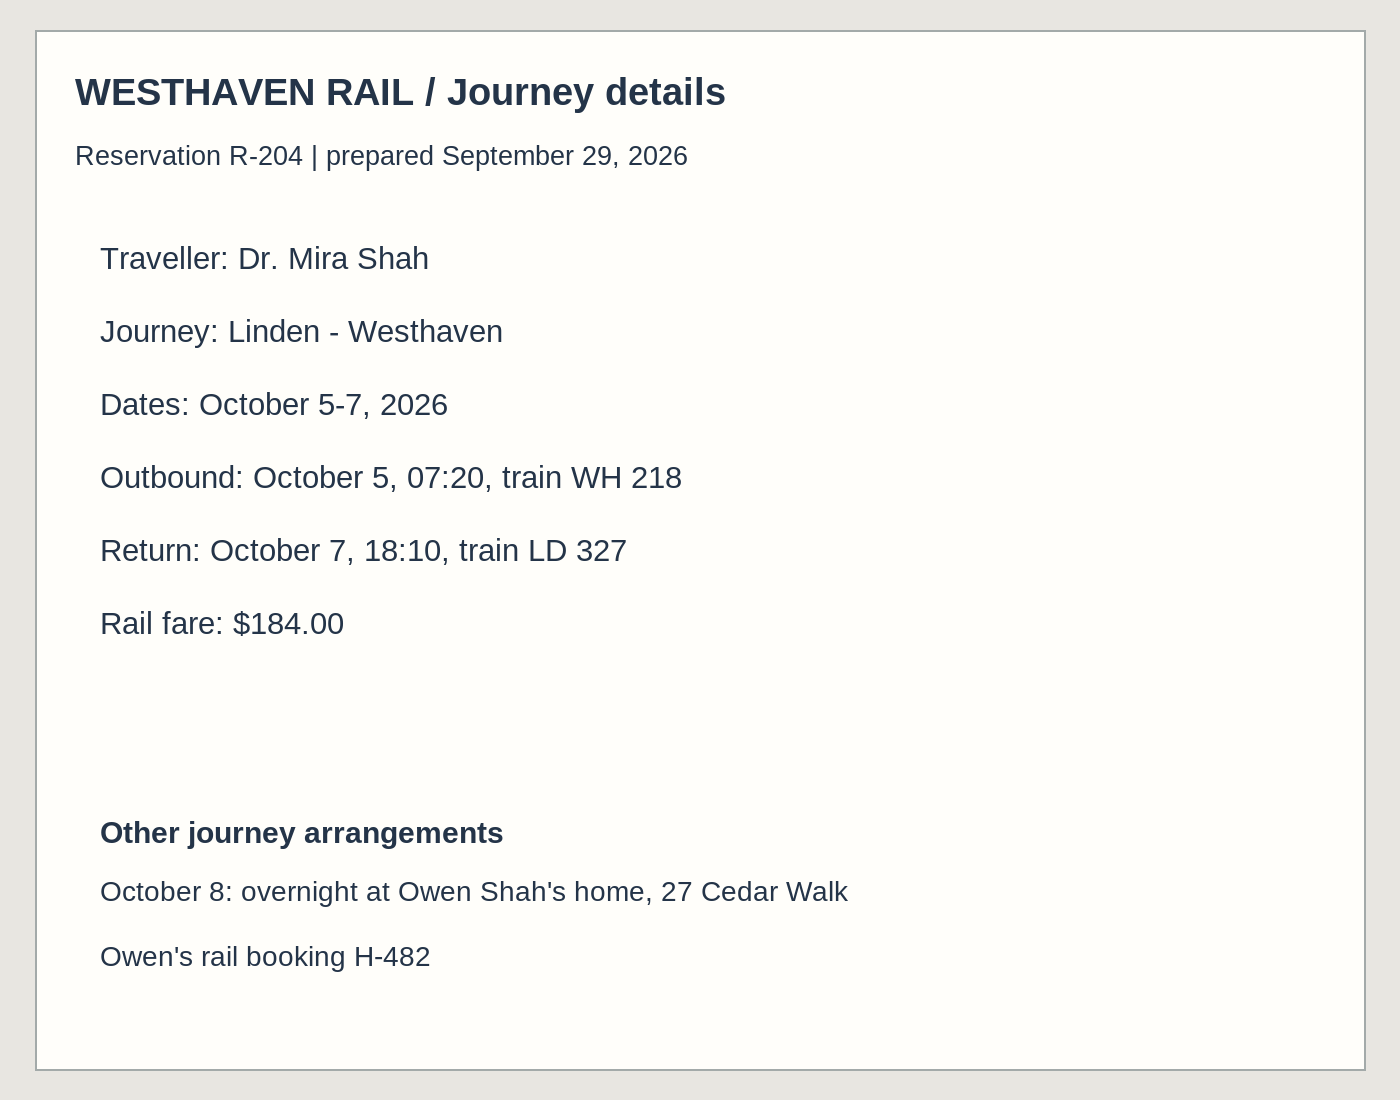 WESTHAVEN RAIL / Journey details
Reservation R-204 | prepared September 29, 2026
Traveller: Dr. Mira Shah
Journey: Linden - Westhaven
Dates: October 5-7, 2026
Outbound: October 5, 07:20, train WH 218
Return: October 7, 18:10, train LD 327
Rail fare: $184.00
Other journey arrangements
October 8: overnight at Owen Shah's home, 27 Cedar Walk
Owen's rail booking H-482